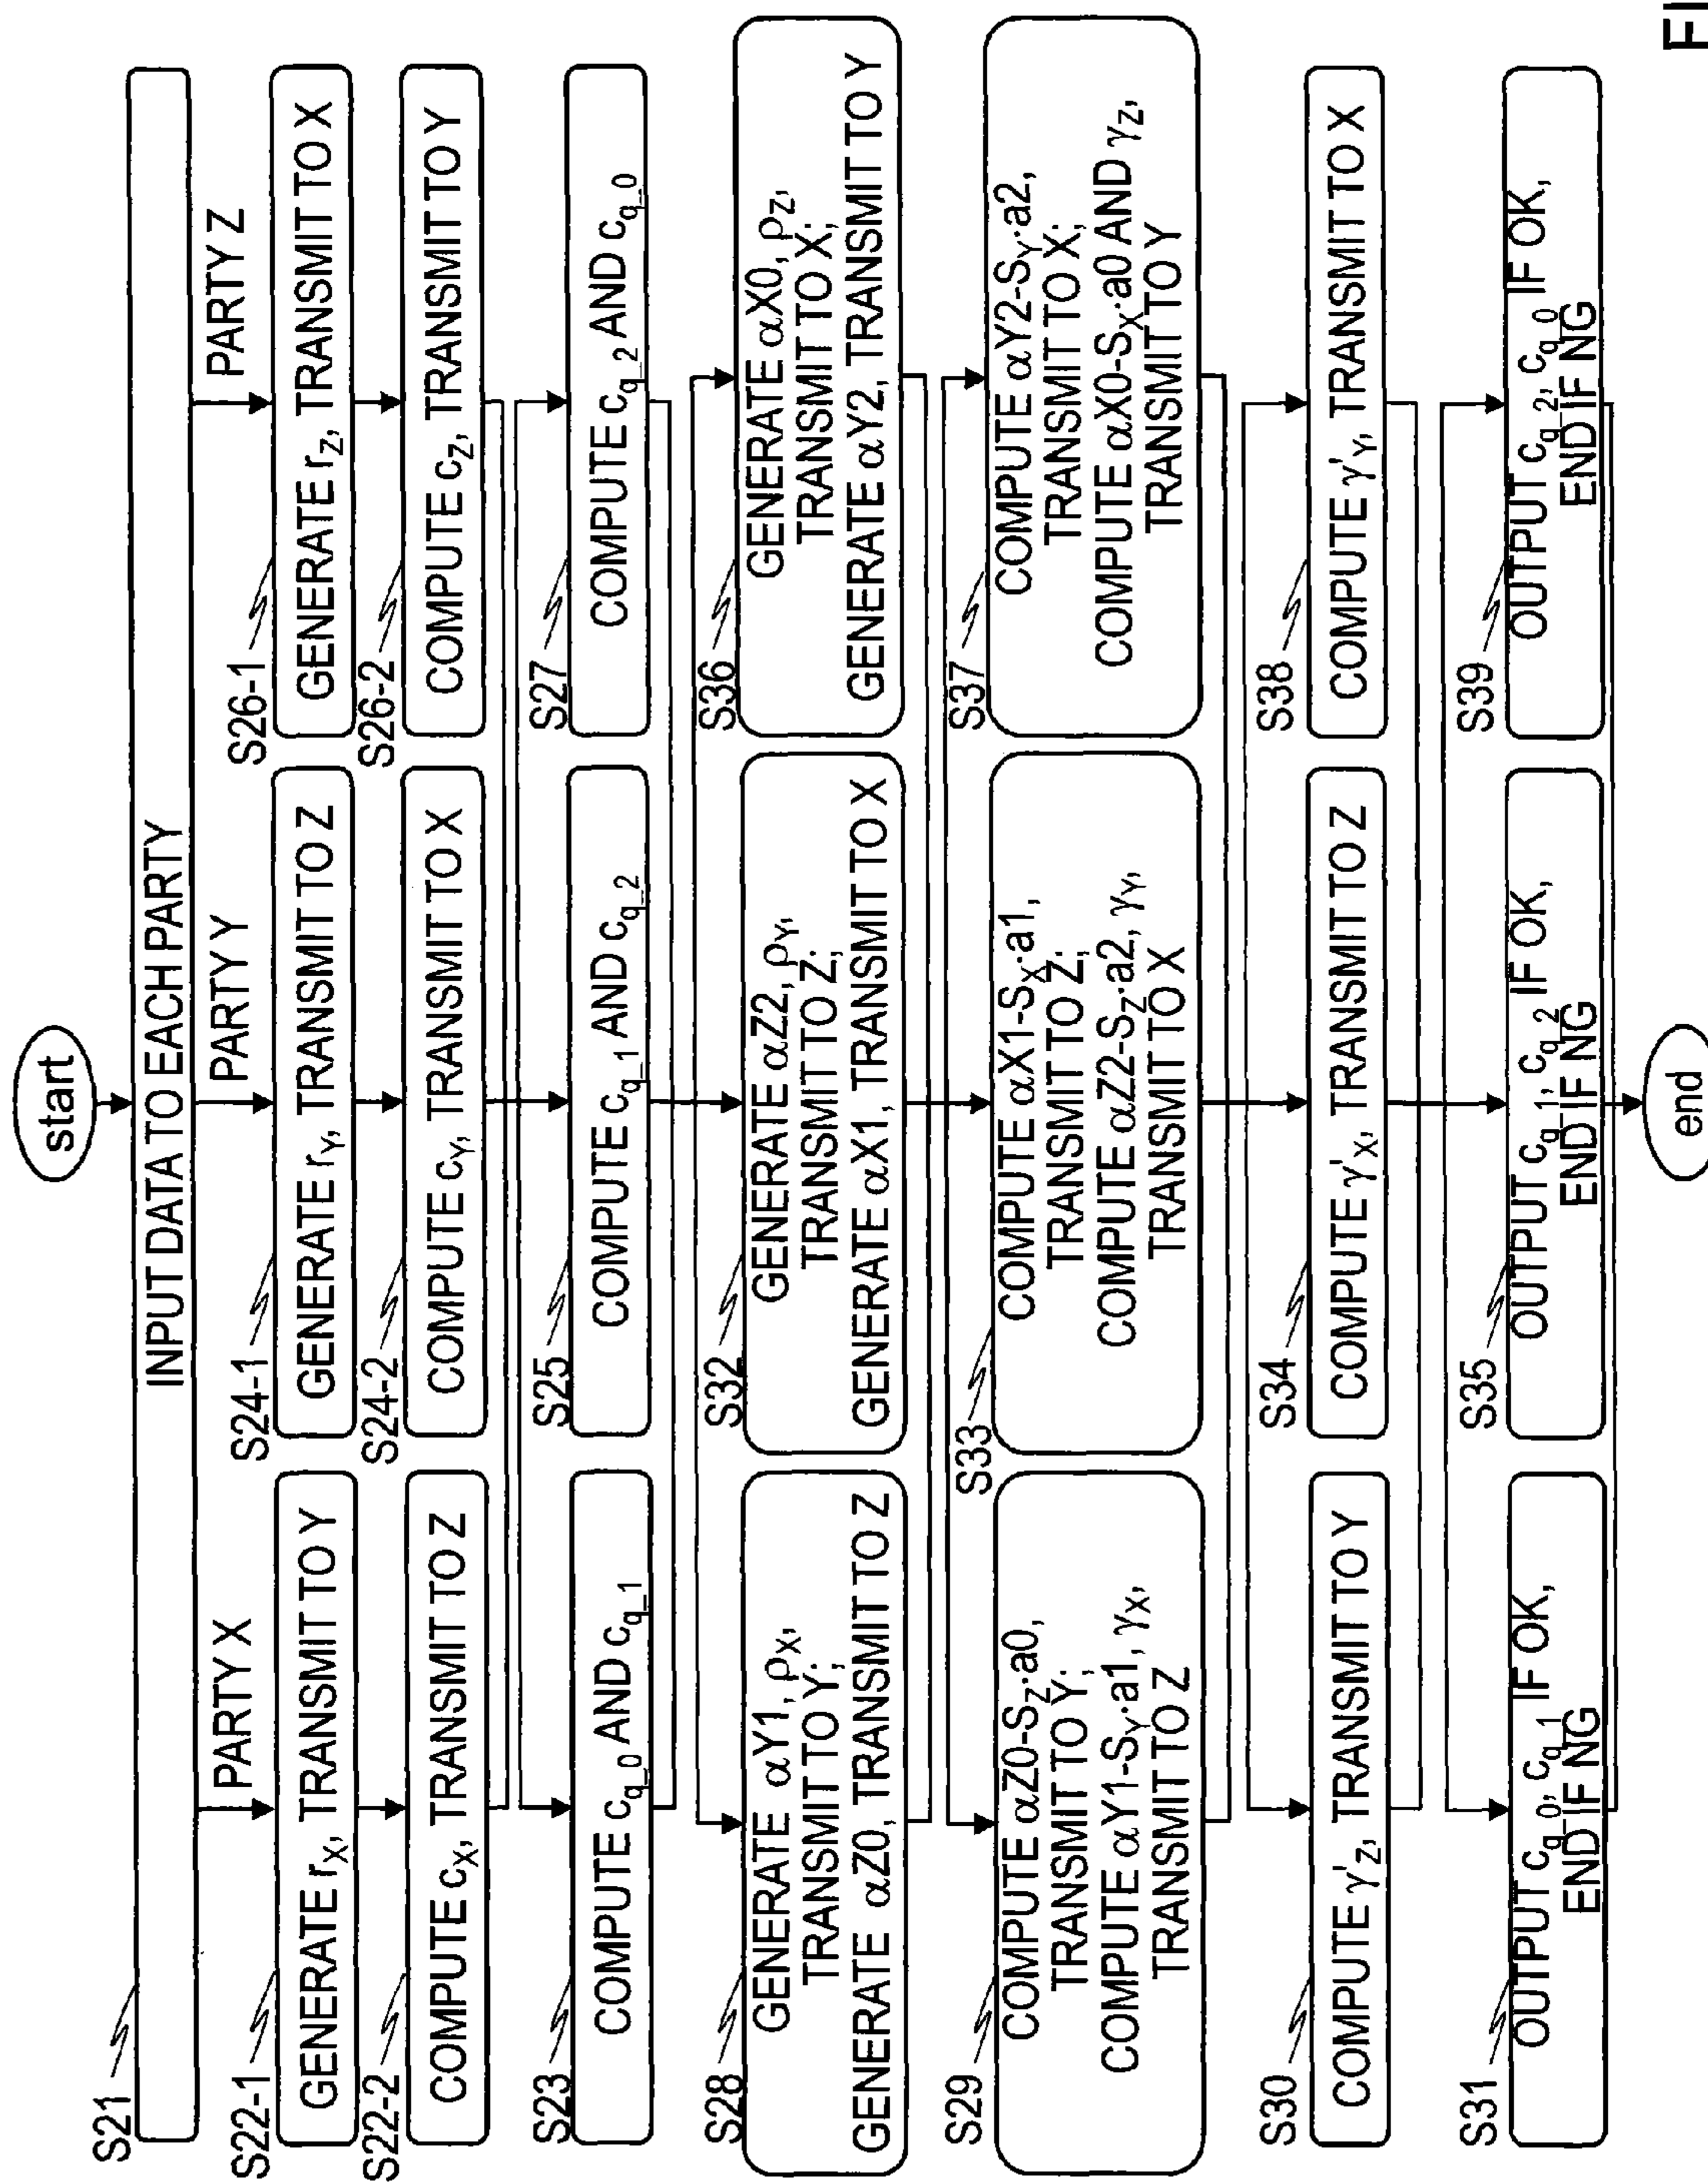 start
S21
INPUT DATA TO EACH PARTY
PARTY X
PARTY Y
PARTY Z
S22-1
GENERATE r_X, TRANSMIT TO Y
S24-1
GENERATE r_Y, TRANSMIT TO Z
S26-1
GENERATE r_Z, TRANSMIT TO X
S22-2
COMPUTE c_X, TRANSMIT TO Z
S24-2
COMPUTE c_Y, TRANSMIT TO X
S26-2
COMPUTE c_Z, TRANSMIT TO Y
S23
COMPUTE c_q_0 AND c_q_1
S25
COMPUTE c_q_1 AND c_q_2
S27
COMPUTE c_q_2 AND c_q_0
S28
GENERATE αY1, ρ_X,
TRANSMIT TO Y;
GENERATE αZ0, TRANSMIT TO Z
S32
GENERATE αZ2, ρ_Y,
TRANSMIT TO Z;
GENERATE αX1, TRANSMIT TO X
S36
GENERATE αX0, ρ_Z,
TRANSMIT TO X;
GENERATE αY2, TRANSMIT TO Y
S29
COMPUTE αZ0-S_Z·a0,
TRANSMIT TO Y;
COMPUTE αY1-S_Y·a1, γ_X,
TRANSMIT TO Z
S33
COMPUTE αX1-S_X·a1,
TRANSMIT TO Z;
COMPUTE αZ2-S_Z·a2, γ_Y,
TRANSMIT TO X
S37
COMPUTE αY2-S_Y·a2,
TRANSMIT TO X;
COMPUTE αX0-S_X·a0 AND γ_Z,
TRANSMIT TO Y
S30
COMPUTE γ'_Z, TRANSMIT TO Y
S34
COMPUTE γ'_X, TRANSMIT TO Z
S38
COMPUTE γ'_Y, TRANSMIT TO X
S31
OUTPUT c_q_0, c_q_1 IF OK,
END IF NG
S35
OUTPUT c_q_1, c_q_2 IF OK,
END IF NG
S39
OUTPUT c_q_2, c_q_0 IF OK,
END IF NG
end